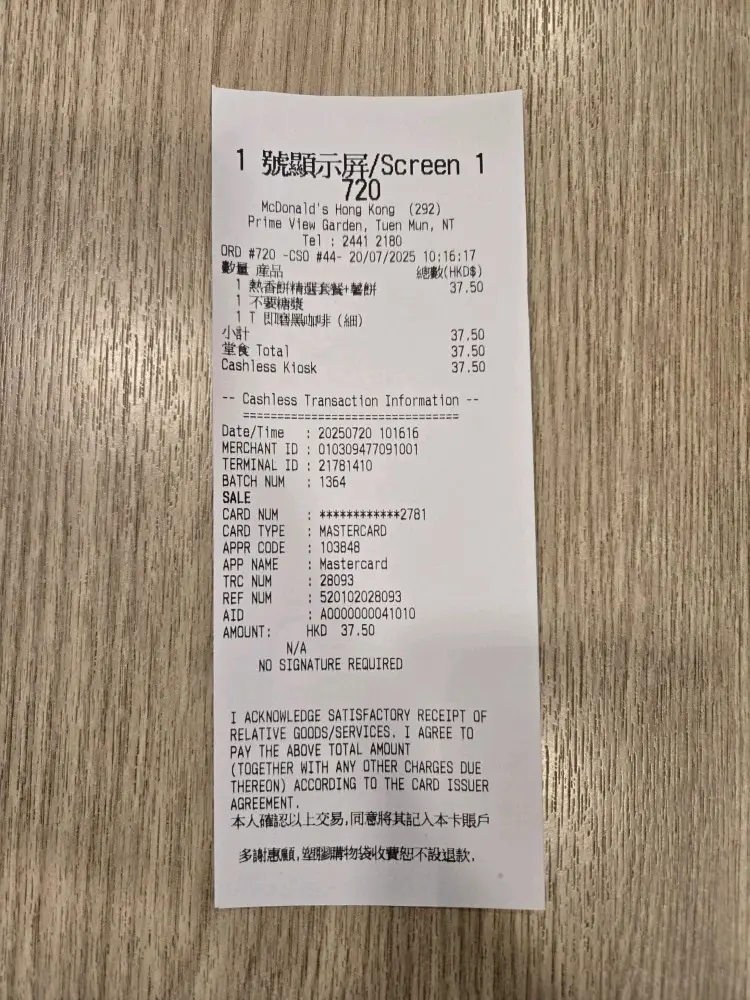 1 號顯示屏/Screen 1
720
McDonald's Hong Kong (292)
Prime View Garden, Tuen Mun, NT
Tel : 2441 2180
ORD #720 -CSO #44- 20/07/2025 10:16:17
數量 產品 總數(HKD$)
1 熱香餅精選套餐+薯餅 37.50
1 不要糖漿
1 T 即磨黑咖啡 (細)
小計 37.50
堂食 Total 37.50
Cashless Kiosk 37.50
-- Cashless Transaction Information --
===============================
Date/Time : 20250720 101616
MERCHANT ID : 010309477091001
TERMINAL ID : 21781410
BATCH NUM : 1364
SALE
CARD NUM : ************2781
CARD TYPE : MASTERCARD
APPR CODE : 103848
APP NAME : Mastercard
TRC NUM : 28093
REF NUM : 520102028093
AID : A0000000041010
AMOUNT: HKD 37.50
N/A
NO SIGNATURE REQUIRED
I ACKNOWLEDGE SATISFACTORY RECEIPT OF
RELATIVE GOODS/SERVICES. I AGREE TO
PAY THE ABOVE TOTAL AMOUNT
(TOGETHER WITH ANY OTHER CHARGES DUE
THEREON) ACCORDING TO THE CARD ISSUER
AGREEMENT.
本人確認以上交易,同意將其記入本卡賬戶
多謝惠顧,塑膠購物袋收費恕不設退款.